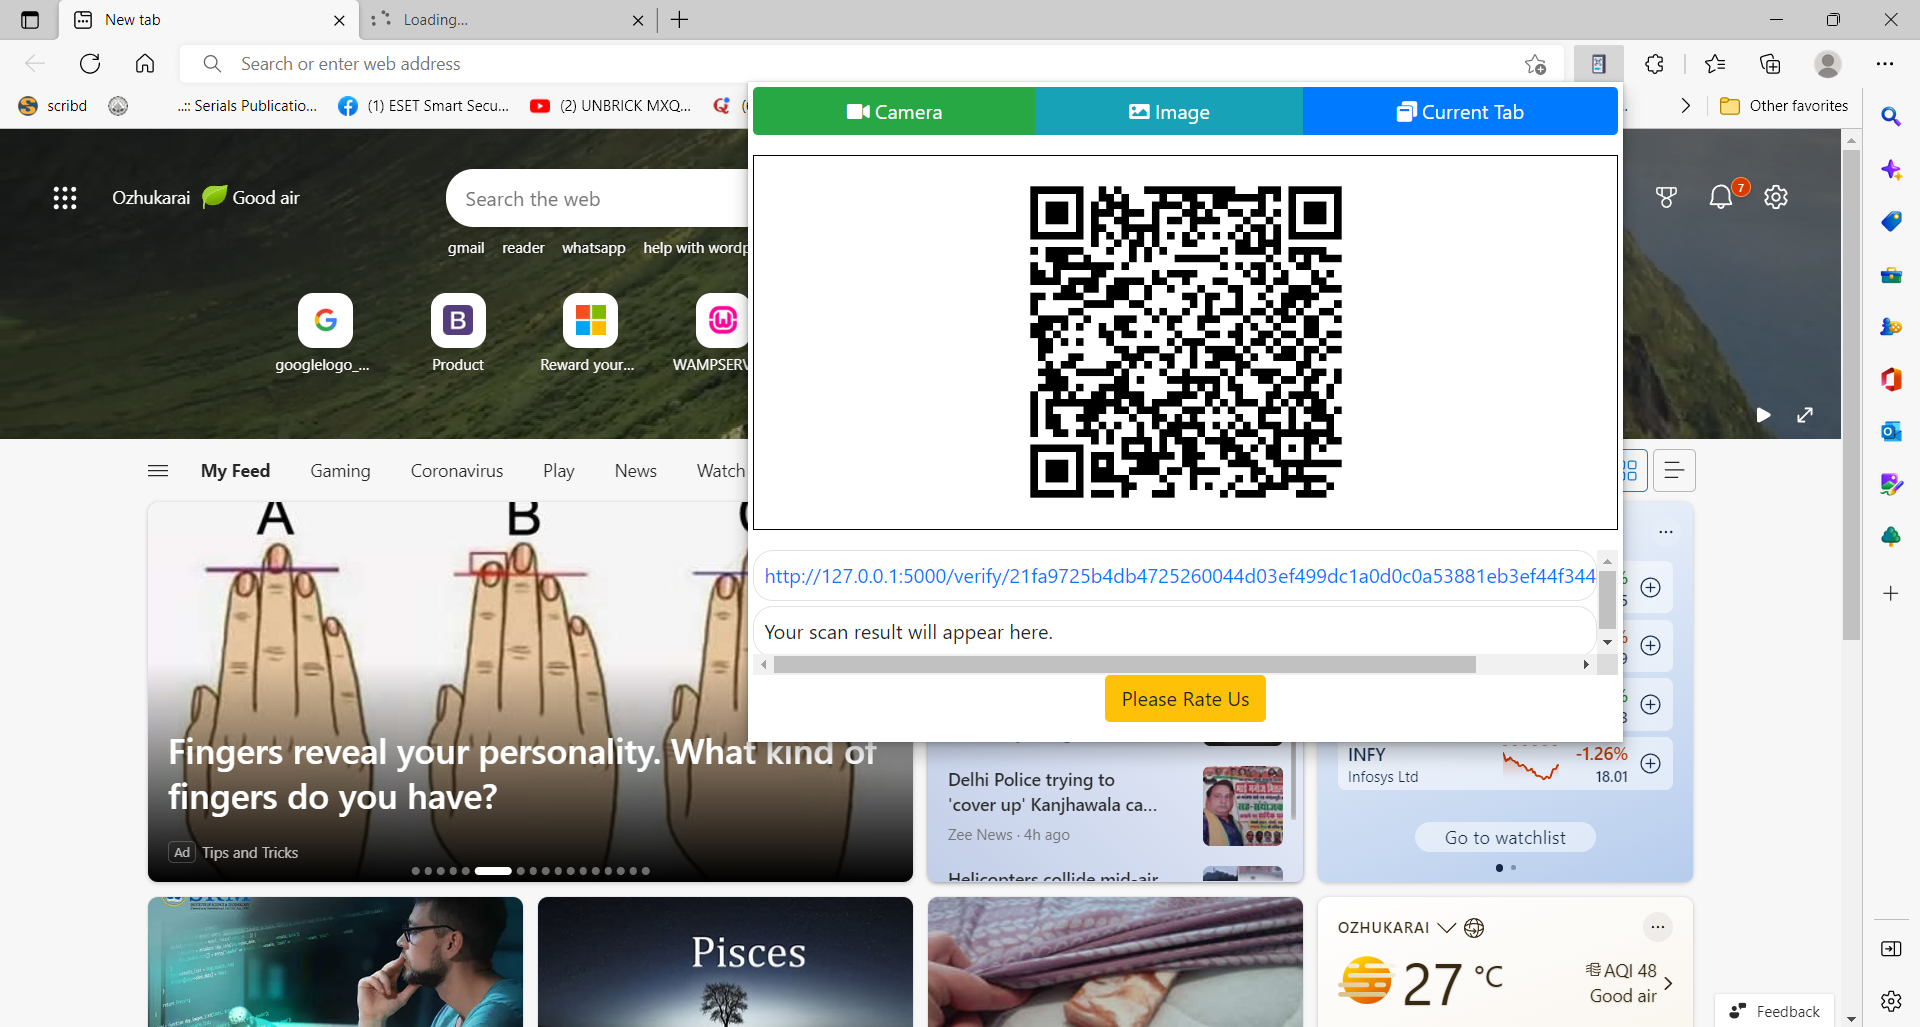 New tab
Loading...
Search or enter web address
scribd
..:: Serials Publicatio...
(1) ESET Smart Secu...
(2) UNBRICK MXQ...
Other favorites
Camera
Image
Current Tab
Ozhukarai
Good air
Search the web
7
gmail
reader
whatsapp
help with wordp
googlelogo_...
Product
Reward your...
WAMPSERV
My Feed
Gaming
Coronavirus
Play
News
Watch
http://127.0.0.1:5000/verify/21fa9725b4db4725260044d03ef499dc1a0d0c0a53881eb3ef44f344
Your scan result will appear here.
Please Rate Us
A
B
Fingers reveal your personality. What kind of
fingers do you have?
Ad
Tips and Tricks
Delhi Police trying to
'cover up' Kanjhawala ca...
Zee News · 4h ago
Helicopters collide mid-air
INFY
Infosys Ltd
-1.26%
18.01
Go to watchlist
SRM
Pisces
OZHUKARAI
27 °C
AQI 48
Good air
Feedback